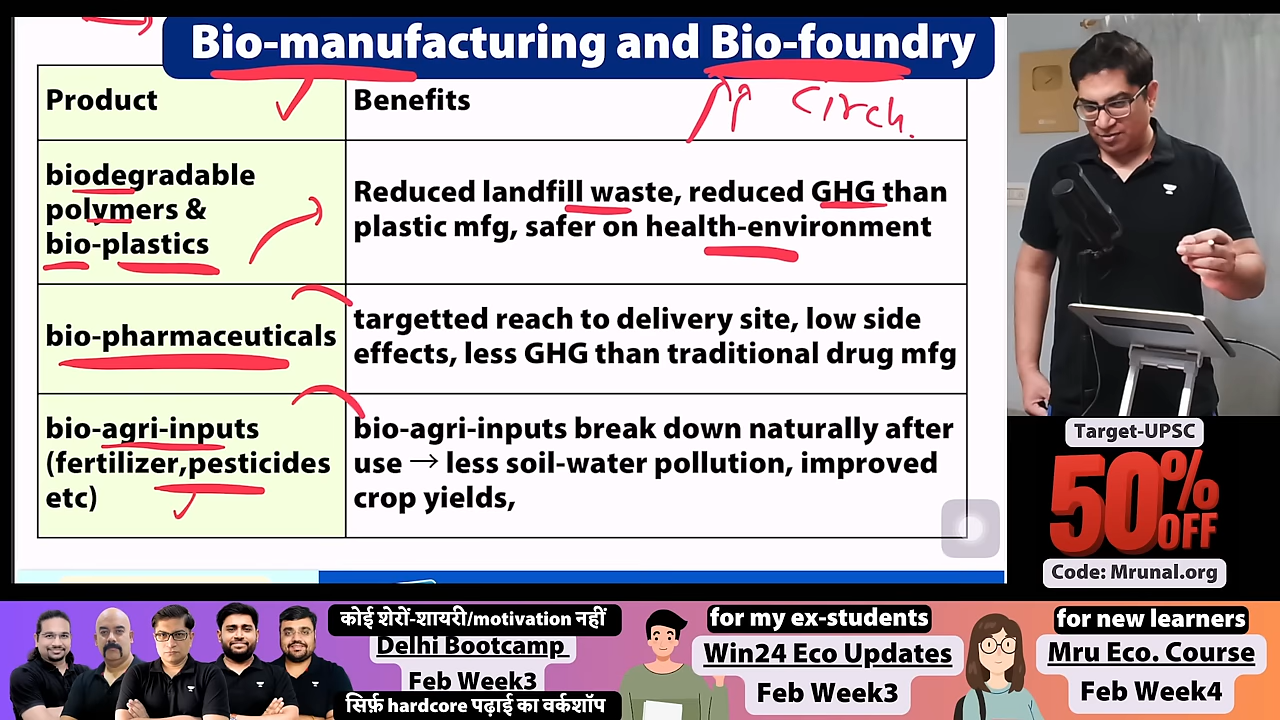 Bio-manufacturing and Bio-foundry
Product
Benefits
biodegradable
polymers &
bio-plastics
Reduced landfill waste, reduced GHG than
plastic mfg, safer on health-environment
bio-pharmaceuticals
targetted reach to delivery site, low side
effects, less GHG than traditional drug mfg
bio-agri-inputs
(fertilizer,pesticides
etc)
bio-agri-inputs break down naturally after
use → less soil-water pollution, improved
crop yields,
Target-UPSC
50% OFF
Code: Mrunal.org
कोई शेरों-शायरी/motivation नहीं
Delhi Bootcamp
Feb Week3
सिर्फ़ hardcore पढ़ाई का वर्कशॉप
for my ex-students
Win24 Eco Updates
Feb Week3
for new learners
Mru Eco. Course
Feb Week4